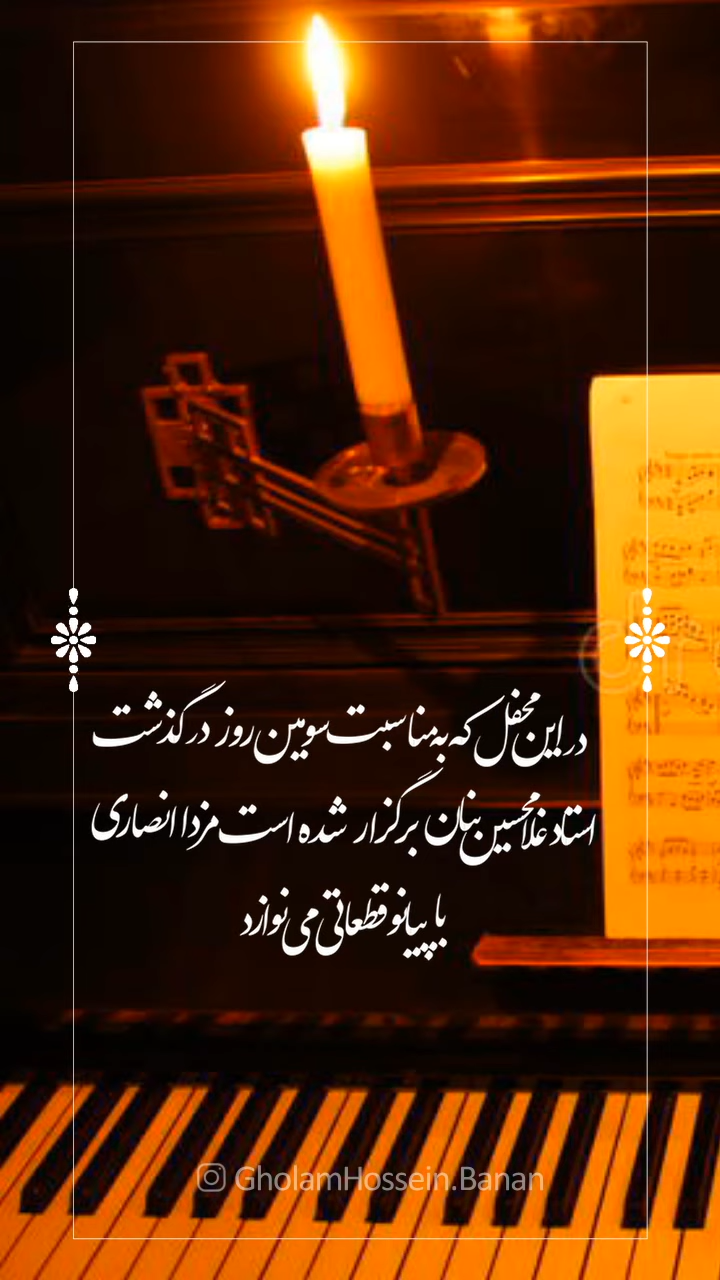 در این محفل که به مناسبت سومین روز درگذشت
استاد غلامحسین بنان برگزار شده است مزدا انصاری
با پیانو قطعاتی می نوازد
GholamHossein.Banan